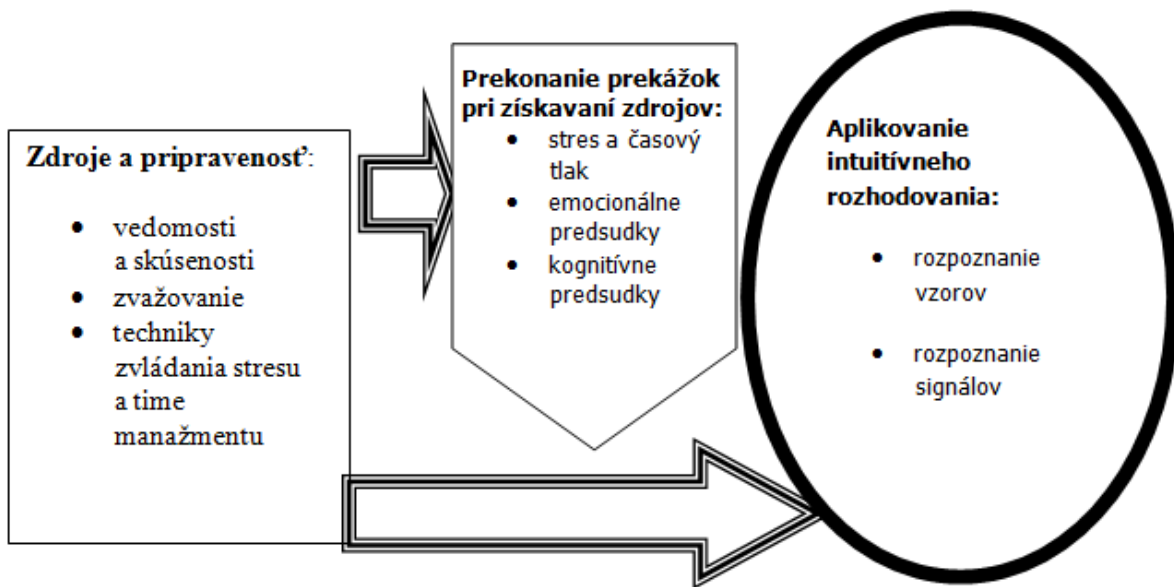 Zdroje a pripravenosť:
• vedomosti
a skúsenosti
• zvažovanie
• techniky
zvládania stresu
a time
manažmentu
Prekonanie prekážok
pri získavaní zdrojov:
• stres a časový
tlak
• emocionálne
predsudky
• kognitívne
predsudky
Aplikovanie
intuitívneho
rozhodovania:
• rozpoznanie
vzorov
• rozpoznanie
signálov